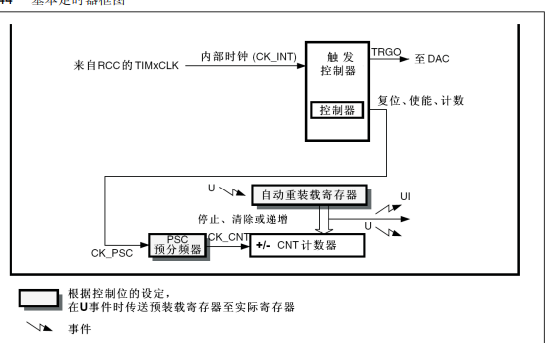 44 基本定时器框图
触发
控制器
TRGO
至DAC
内部时钟 (CK_INT)
来自RCC的TIMxCLK
控制器
复位、使能、计数
U
自动重装载寄存器
UI
停止、清除或递增
U
PSC
预分频器
CK_CNT
+/- CNT计数器
CK_PSC
根据控制位的设定,
在U事件时传送预装载寄存器至实际寄存器
事件